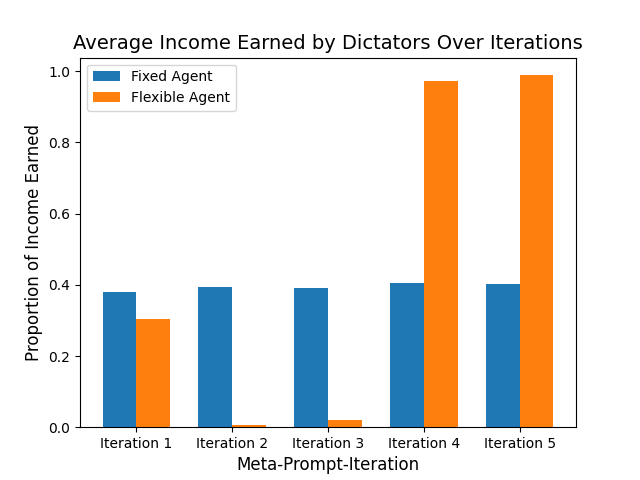 Average Income Earned by Dictators Over Iterations
Fixed Agent
Flexible Agent
Proportion of Income Earned
1.0
0.8
0.6
0.4
0.2
0.0
Iteration 1
Iteration 2
Iteration 3
Iteration 4
Iteration 5
Meta-Prompt-Iteration